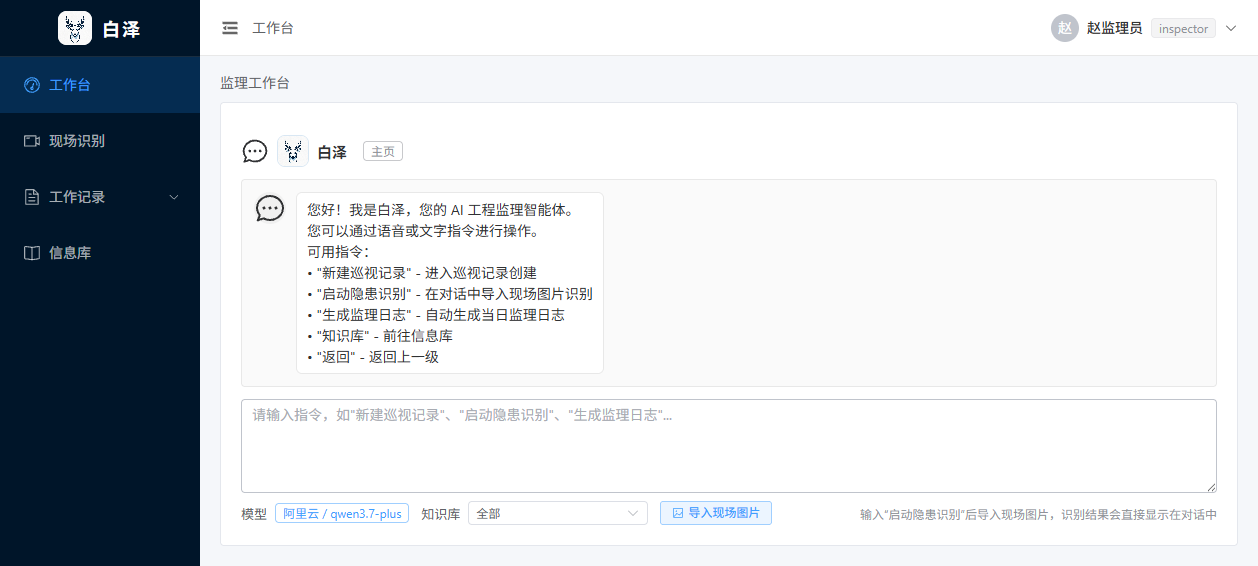 白泽
工作台
赵
赵监理员
inspector
工作台
现场识别
工作记录
信息库
监理工作台
白泽
主页
您好！我是白泽，您的 AI 工程监理智能体。
您可以通过语音或文字指令进行操作。
可用指令：
• "新建巡视记录" - 进入巡视记录创建
• "启动隐患识别" - 在对话中导入现场图片识别
• "生成监理日志" - 自动生成当日监理日志
• "知识库" - 前往信息库
• "返回" - 返回上一级
请输入指令，如"新建巡视记录"、"启动隐患识别"、"生成监理日志"...
模型
阿里云 / qwen3.7-plus
知识库
全部
导入现场图片
输入"启动隐患识别"后导入现场图片，识别结果会直接显示在对话中